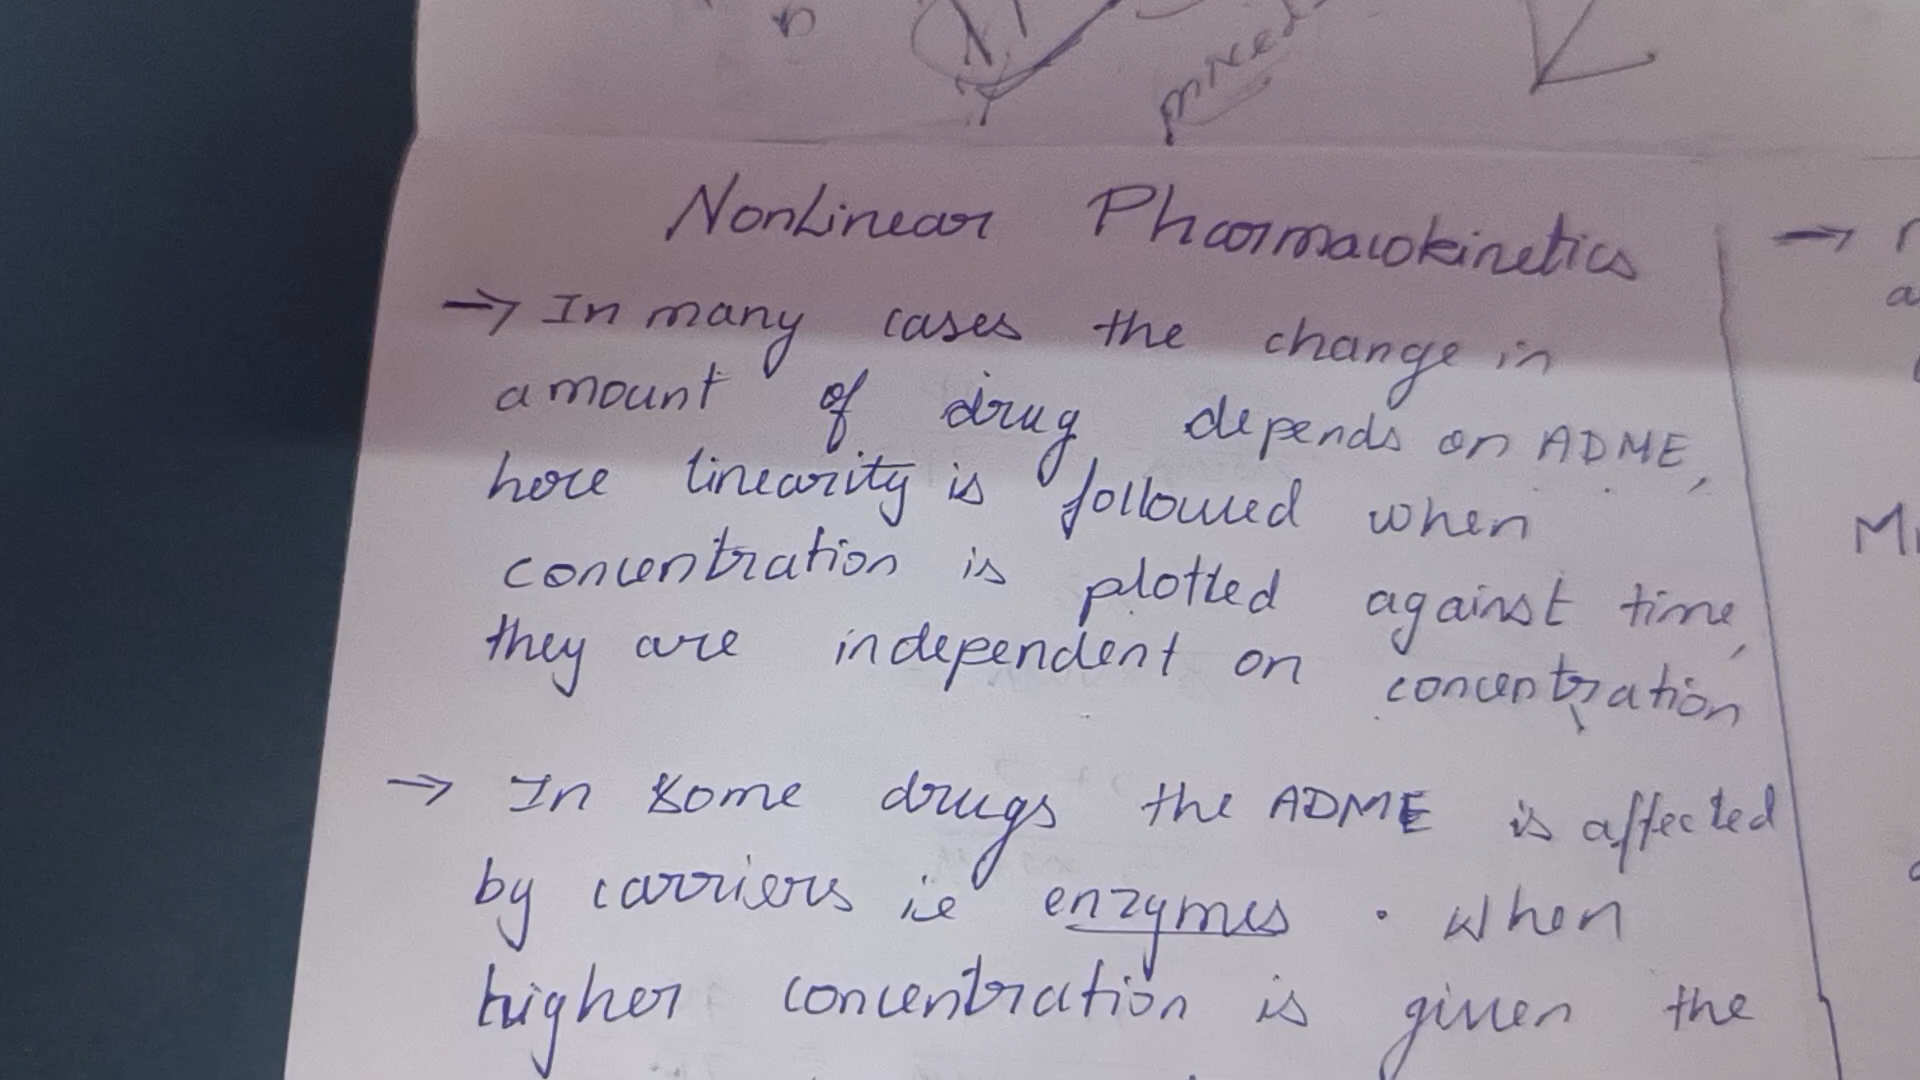 mixed
NonLinear Pharmacokinetics
→ In many cases the change in
amount of drug depends on ADME,
here linearity is followed when
concentration is plotted against time,
they are independent on concentration
→ In some drugs the ADME is affected
by carriers ie enzymes . when
higher concentration is given the
→